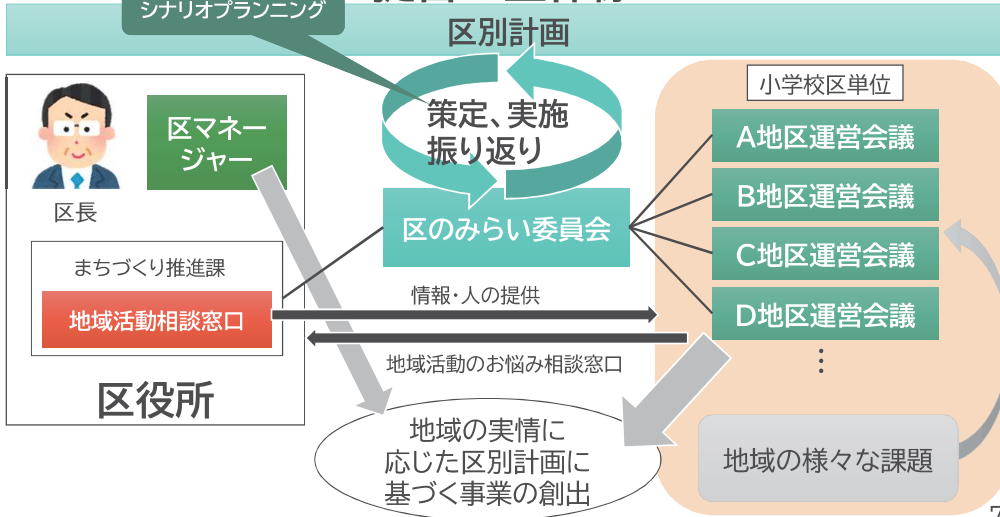 シナリオプランニング
区別計画
策定、実施
振り返り
区マネー
ジャー
区長
まちづくり推進課
地域活動相談窓口
区役所
区のみらい委員会
情報・人の提供
地域活動のお悩み相談窓口
小学校区単位
A地区運営会議
B地区運営会議
C地区運営会議
D地区運営会議
⋮
地域の様々な課題
地域の実情に
応じた区別計画に
基づく事業の創出